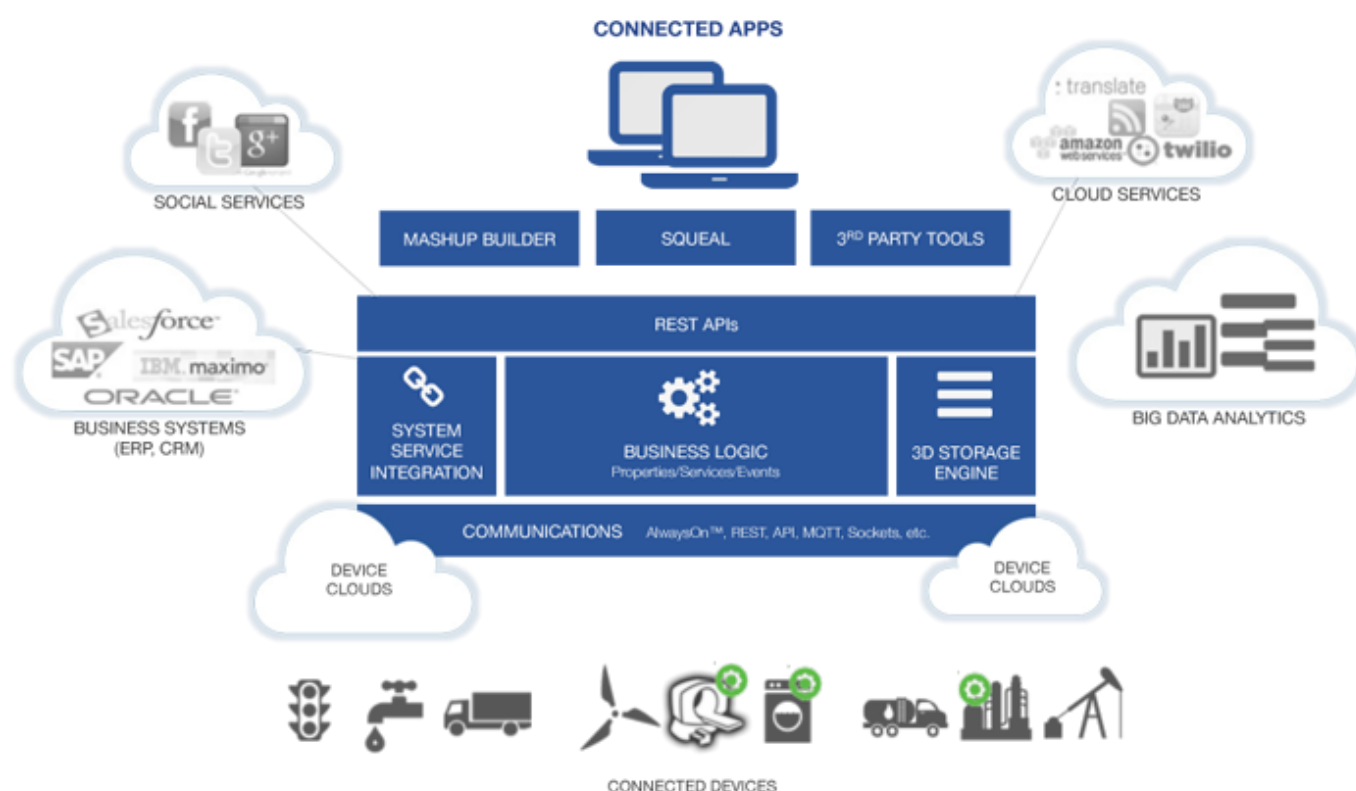 CONNECTED APPS
f
t
g+
SOCIAL SERVICES
translate
amazon
webservices
twilio
CLOUD SERVICES
MASHUP BUILDER
SQUEAL
3RD PARTY TOOLS
REST APIs
salesforce
SAP
IBM. maximo
ORACLE
BUSINESS SYSTEMS
(ERP, CRM)
SYSTEM
SERVICE
INTEGRATION
BUSINESS LOGIC
Properties/Services/Events
3D STORAGE
ENGINE
BIG DATA ANALYTICS
COMMUNICATIONS AlwaysOn™, REST, API, MQTT, Sockets, etc.
DEVICE
CLOUDS
DEVICE
CLOUDS
CONNECTED DEVICES